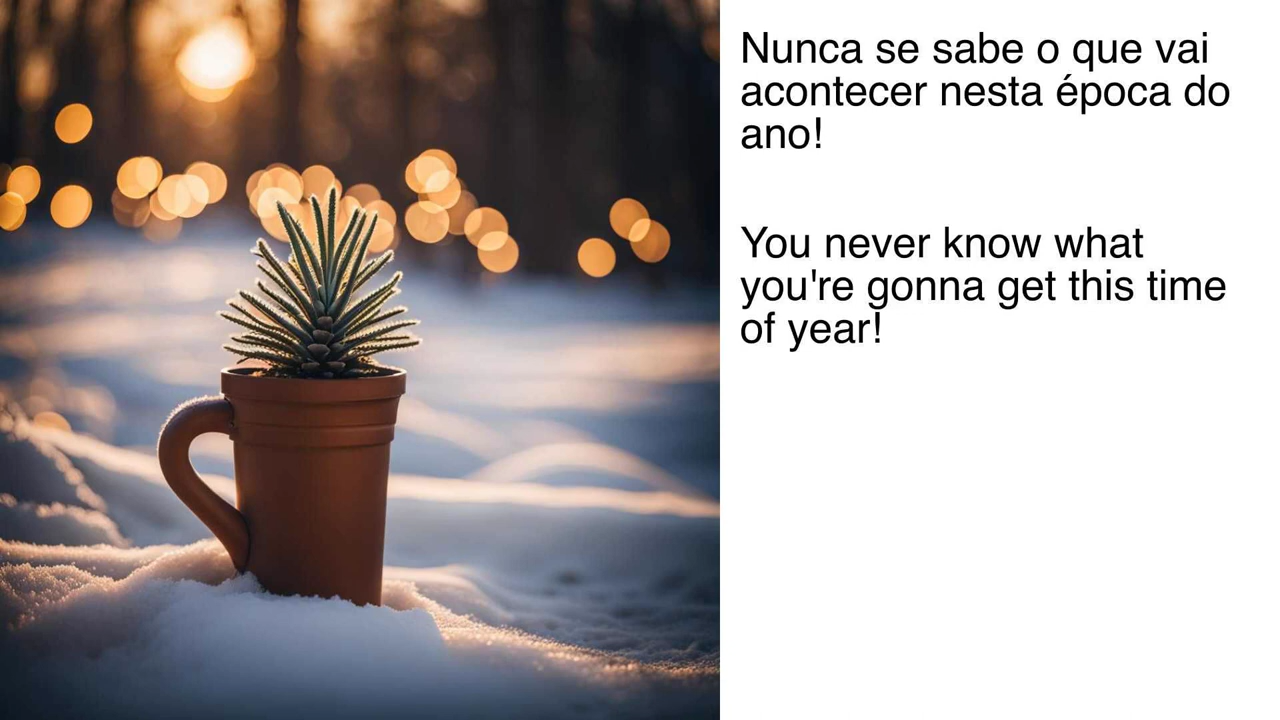 Nunca se sabe o que vai
acontecer nesta época do
ano!
You never know what
you're gonna get this time
of year!